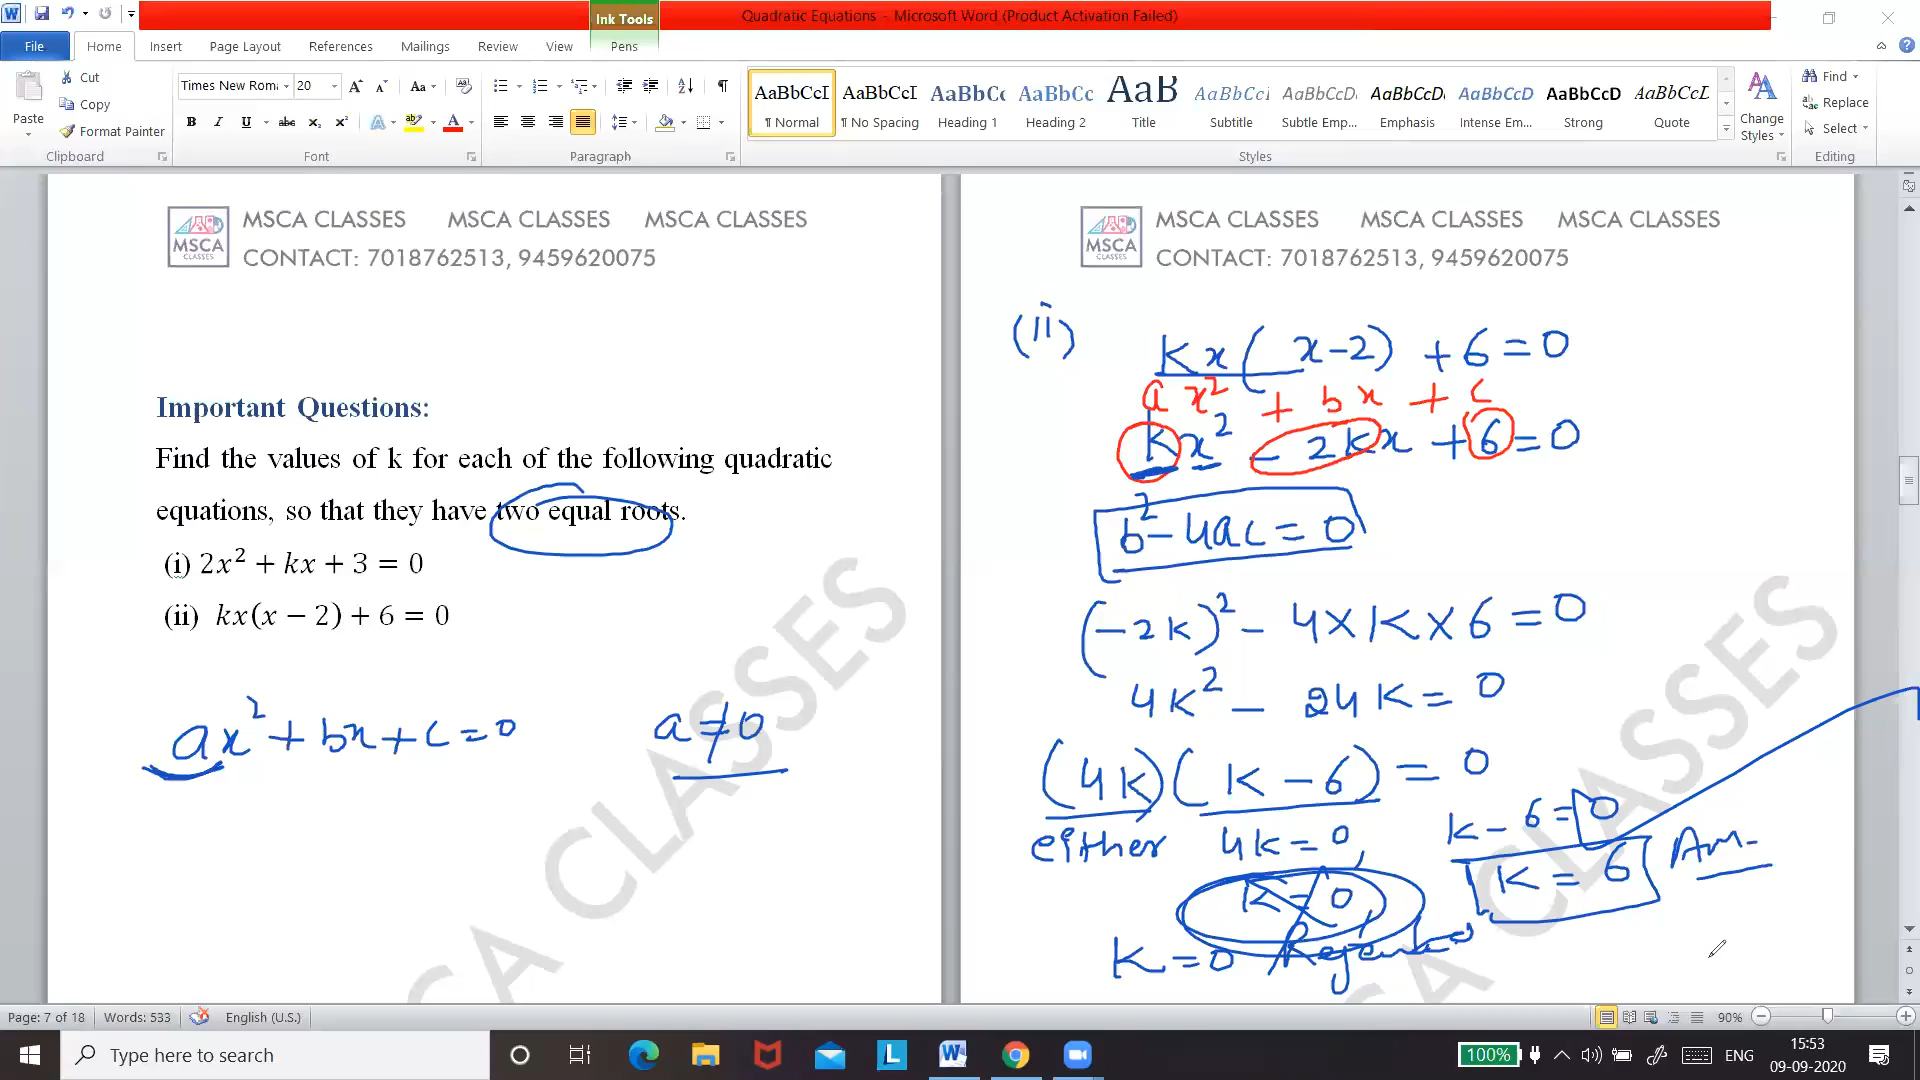 Ink Tools
Quadratic Equations - Microsoft Word (Product Activation Failed)
File Home Insert Page Layout References Mailings Review View Pens
Cut
Copy
Format Painter
Paste
Clipboard
Times New Rom 20
Font
Paragraph
AaBbCcI AaBbCcI AaBbCc AaBbCc AaB AaBbCcI AaBbCcD AaBbCcD AaBbCcD AaBbCcD AaBbCcL
¶ Normal ¶ No Spacing Heading 1 Heading 2 Title Subtitle Subtle Emp... Emphasis Intense Em... Strong Quote
Change Styles
Styles
Find
Replace
Select
Editing
MSCA CLASSES
MSCA CLASSES MSCA CLASSES MSCA CLASSES
CONTACT: 7018762513, 9459620075
Important Questions:
Find the values of k for each of the following quadratic
equations, so that they have two equal roots.
(i) 2x² + kx + 3 = 0
(ii) kx(x − 2) + 6 = 0
ax² + bx + c = 0 a ≠ 0
CLASSES
CA CLASSES
MSCA CLASSES
MSCA CLASSES MSCA CLASSES MSCA CLASSES
CONTACT: 7018762513, 9459620075
(ii)
Kx(x-2) + 6 = 0
ax² + bx + c
kx² - 2kx + 6 = 0
b² - 4ac = 0
(-2k)² - 4×K×6 = 0
4K² - 24K = 0
(4k)(k-6) = 0
either 4k = 0, k - 6 = 0
k = 0 K = 6 Ans.
K = 0 Rejected
CLASSES
CA CLASSES
Page: 7 of 18 Words: 533 English (U.S.) 90%
Type here to search
100% ENG 15:53
09-09-2020